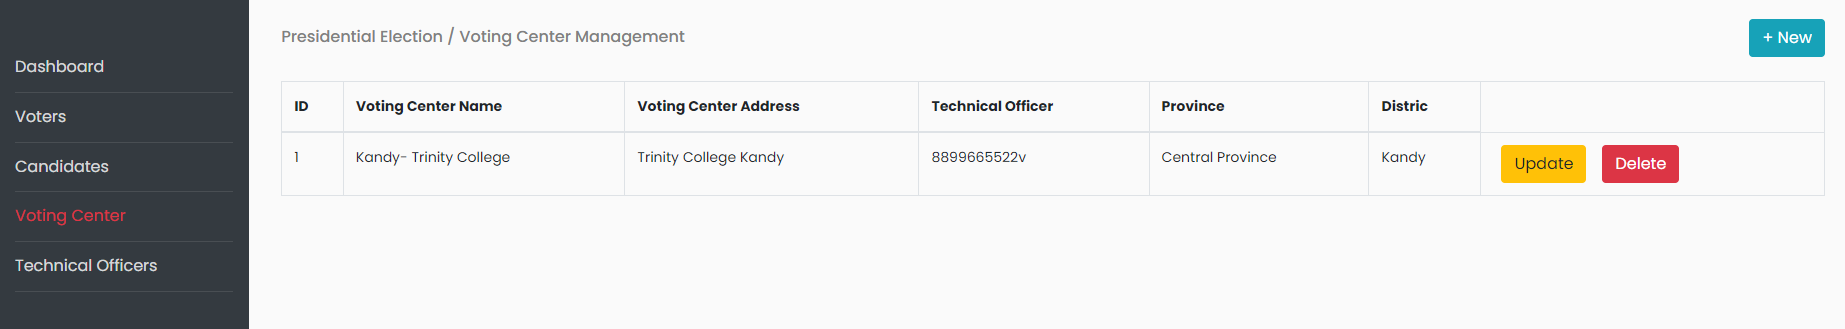 Dashboard
Voters
Candidates
Voting Center
Technical Officers
Presidential Election / Voting Center Management
+ New
ID Voting Center Name Voting Center Address Technical Officer Province Distric
1 Kandy- Trinity College Trinity College Kandy 8899665522v Central Province Kandy Update Delete